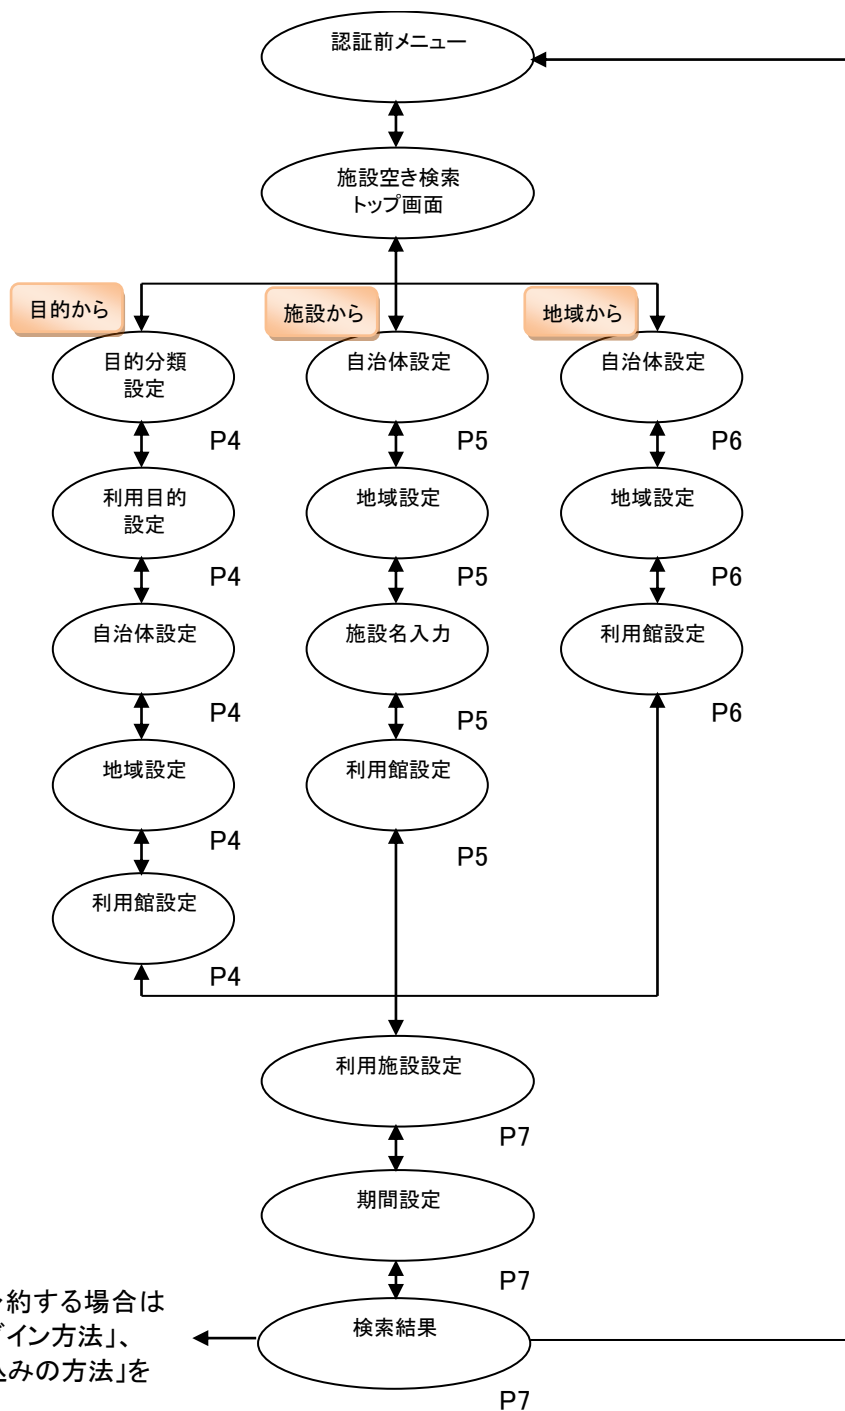 認証前メニュー
施設空き検索
トップ画面
目的から
施設から
地域から
目的分類
設定
P4
自治体設定
P5
自治体設定
P6
利用目的
設定
P4
地域設定
P5
地域設定
P6
自治体設定
P4
施設名入力
P5
利用館設定
P6
地域設定
P4
利用館設定
P5
利用館設定
P4
利用施設設定
P7
期間設定
P7
約する場合は
イン方法」、
込みの方法」を
検索結果
P7